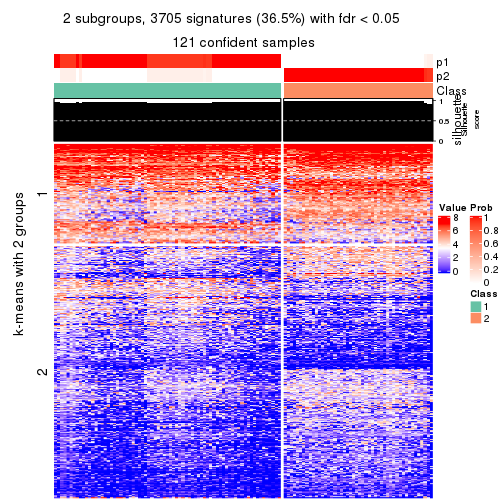 2 subgroups, 3705 signatures (36.5%) with fdr < 0.05
121 confident samples
p1
p2
Class
silhouette
Silhouette
score
1
0.5
0
k-means with 2 groups
1
2
Value
8
6
4
2
0
Prob
1
0.8
0.6
0.4
0.2
0
Class
1
2